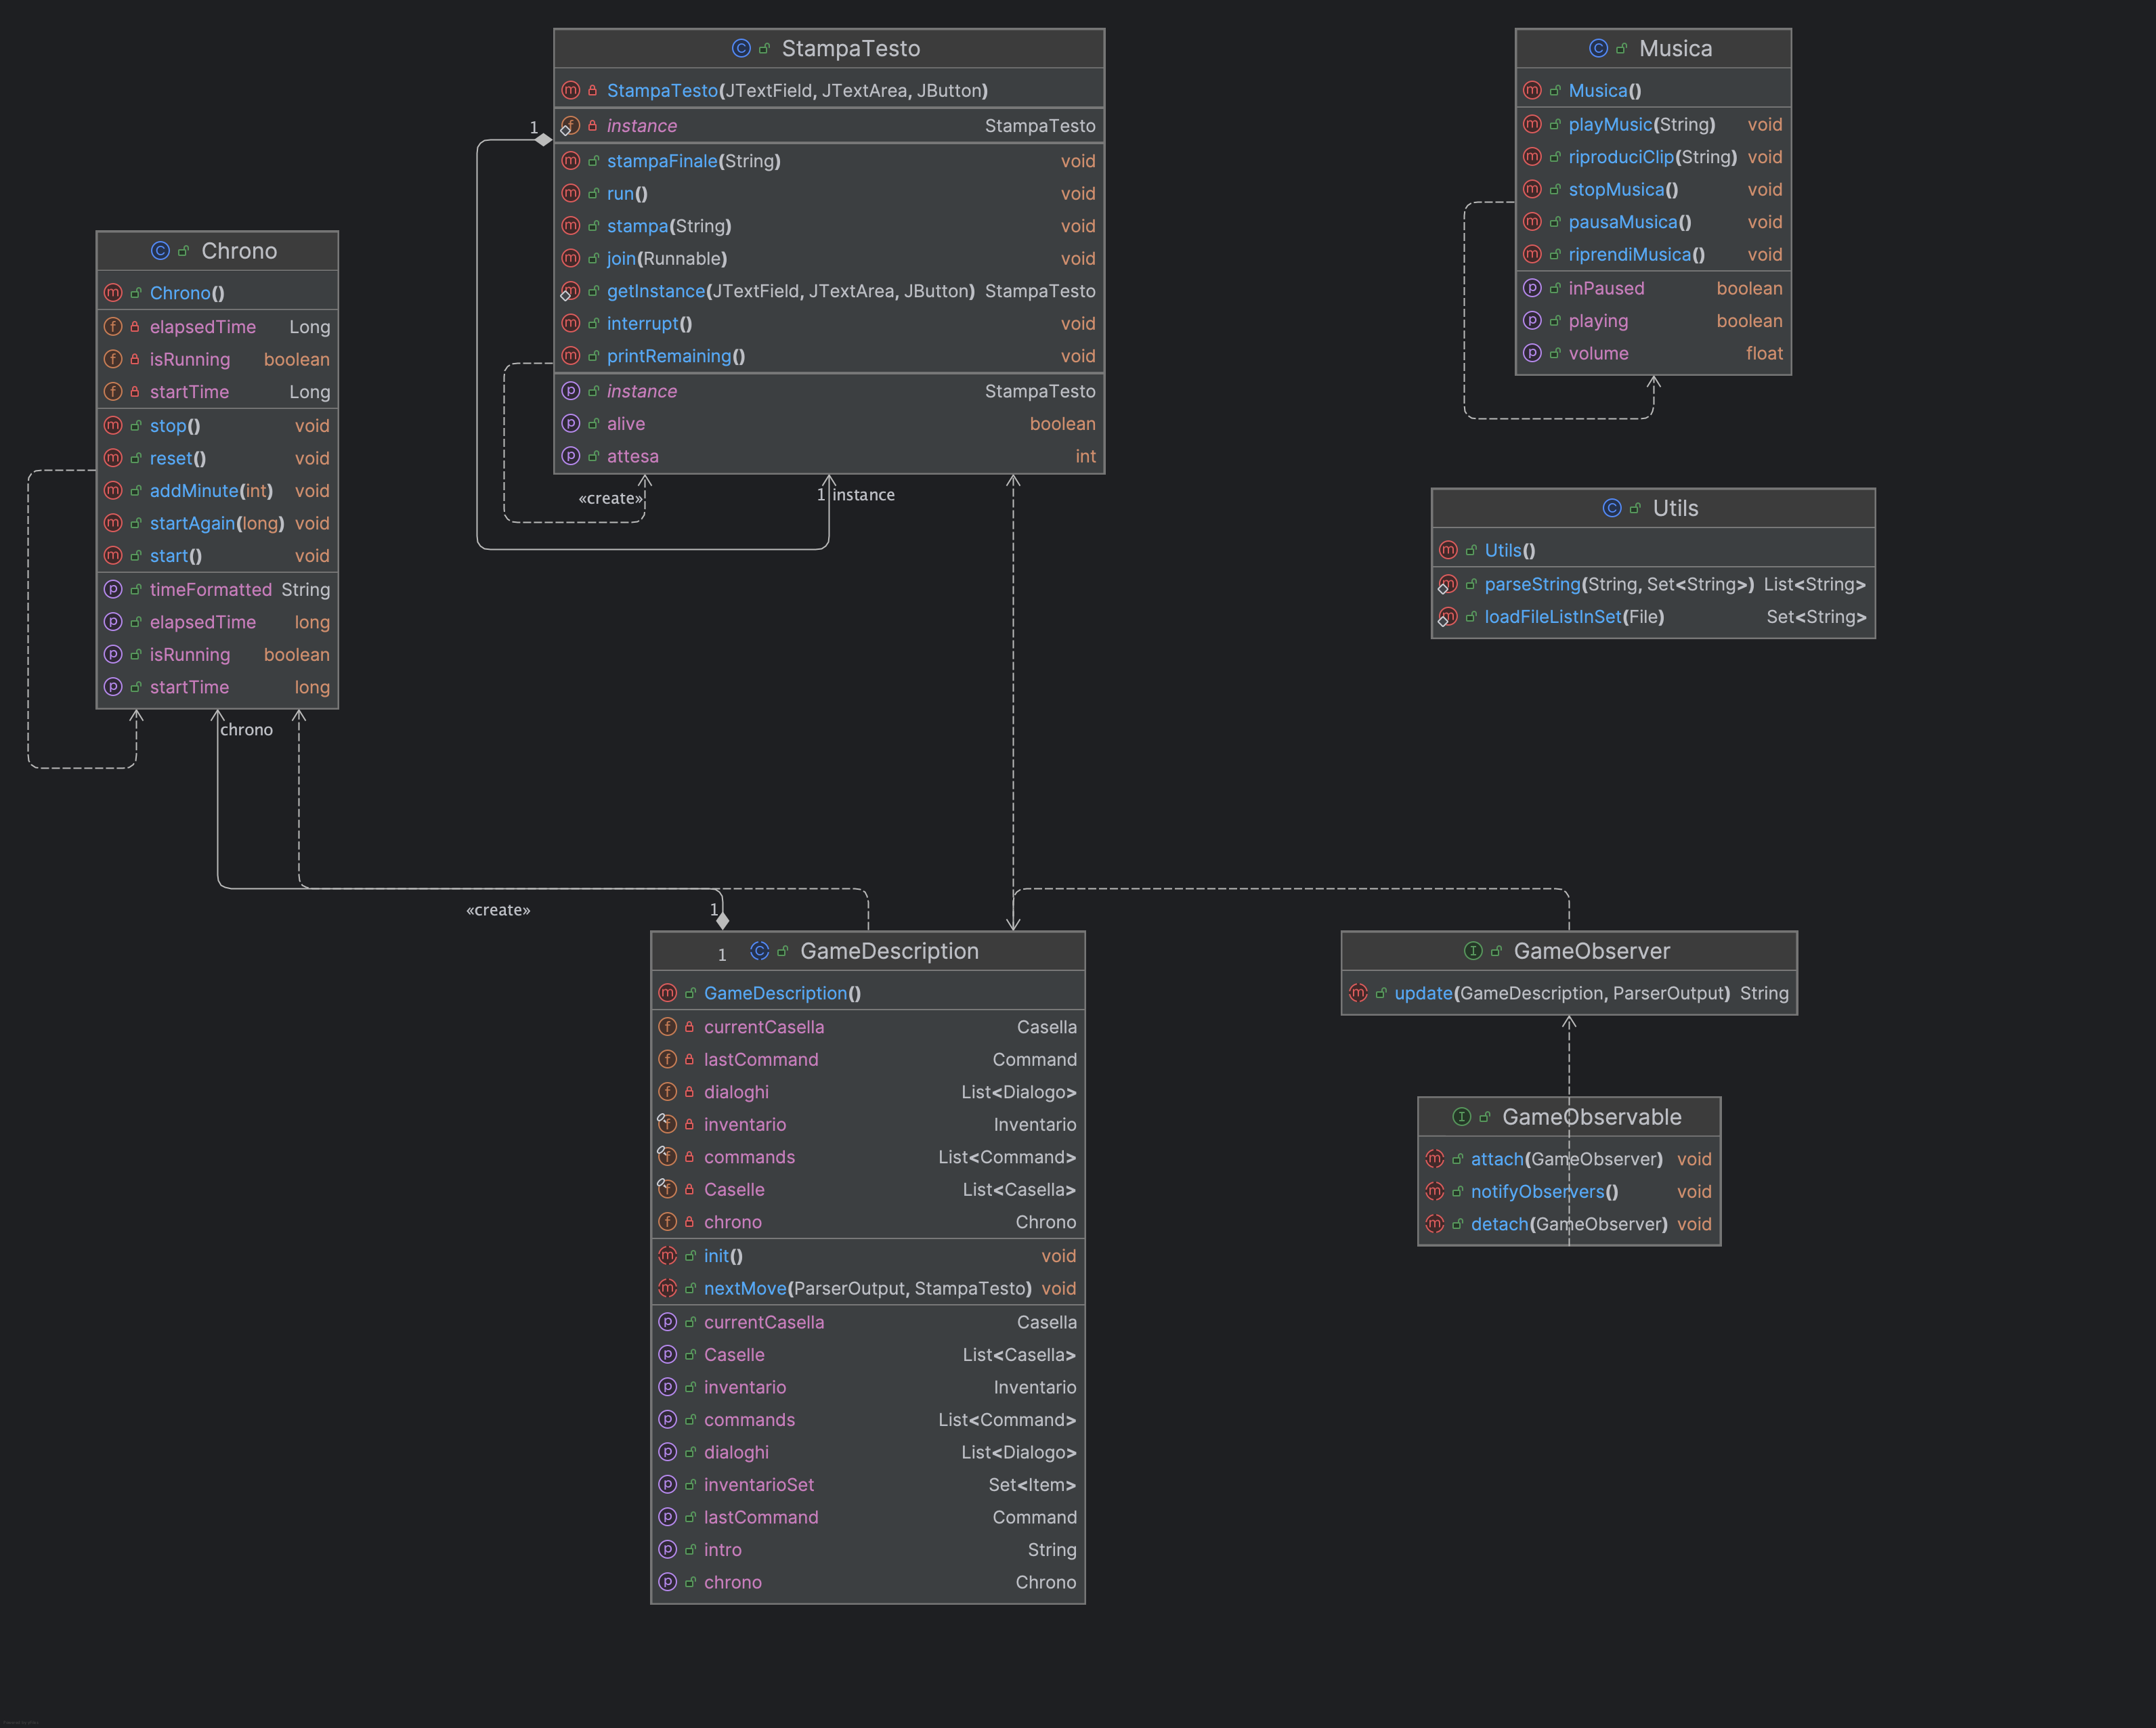 StampaTesto
StampaTesto(JTextField, JTextArea, JButton)
instance StampaTesto
stampaFinale(String) void
run() void
stampa(String) void
join(Runnable) void
getInstance(JTextField, JTextArea, JButton) StampaTesto
interrupt() void
printRemaining() void
instance StampaTesto
alive boolean
attesa int
1
«create»
1 instance
Musica
Musica()
playMusic(String) void
riproduciClip(String) void
stopMusica() void
pausaMusica() void
riprendiMusica() void
inPaused boolean
playing boolean
volume float
Chrono
Chrono()
elapsedTime Long
isRunning boolean
startTime Long
stop() void
reset() void
addMinute(int) void
startAgain(long) void
start() void
timeFormatted String
elapsedTime long
isRunning boolean
startTime long
chrono
Utils
Utils()
parseString(String, Set<String>) List<String>
loadFileListInSet(File) Set<String>
«create»
1
1
GameDescription
GameDescription()
currentCasella Casella
lastCommand Command
dialoghi List<Dialogo>
inventario Inventario
commands List<Command>
Caselle List<Casella>
chrono Chrono
init() void
nextMove(ParserOutput, StampaTesto) void
currentCasella Casella
Caselle List<Casella>
inventario Inventario
commands List<Command>
dialoghi List<Dialogo>
inventarioSet Set<Item>
lastCommand Command
intro String
chrono Chrono
GameObserver
update(GameDescription, ParserOutput) String
GameObservable
attach(GameObserver) void
notifyObservers() void
detach(GameObserver) void